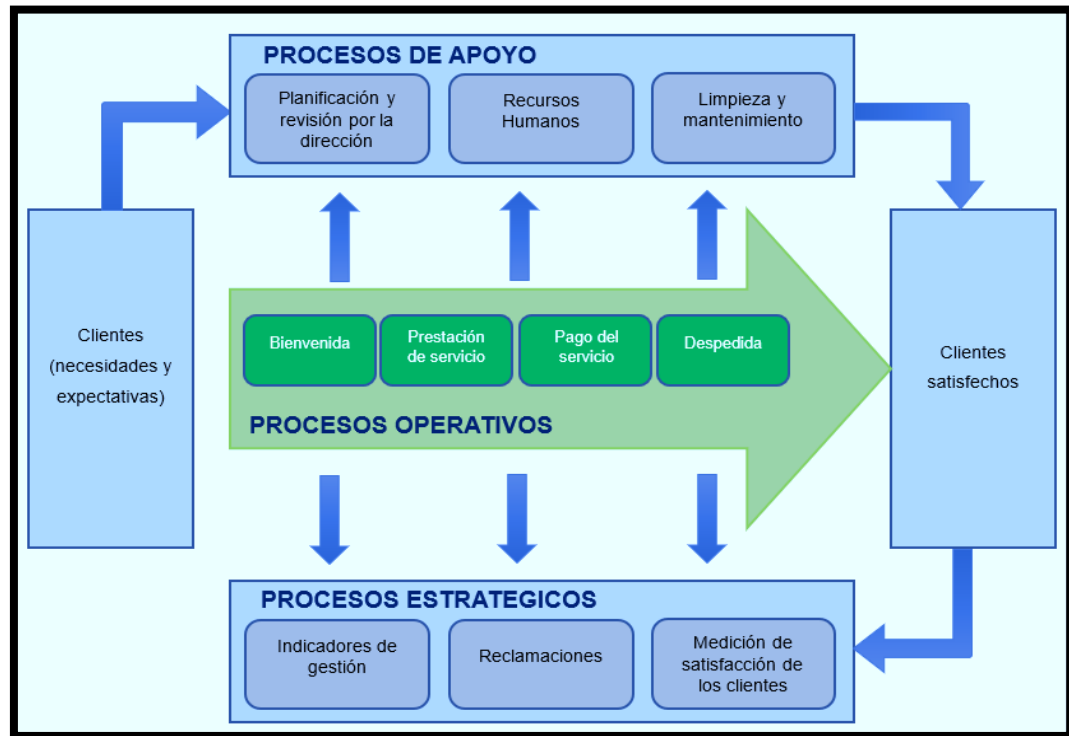 PROCESOS DE APOYO
Planificación y
revisión por la
dirección
Recursos
Humanos
Limpieza y
mantenimiento
Clientes
(necesidades y
expectativas)
Bienvenida
Prestación
de servicio
Pago del
servicio
Despedida
PROCESOS OPERATIVOS
Clientes
satisfechos
PROCESOS ESTRATEGICOS
Indicadores de
gestión
Reclamaciones
Medición de
satisfacción de
los clientes